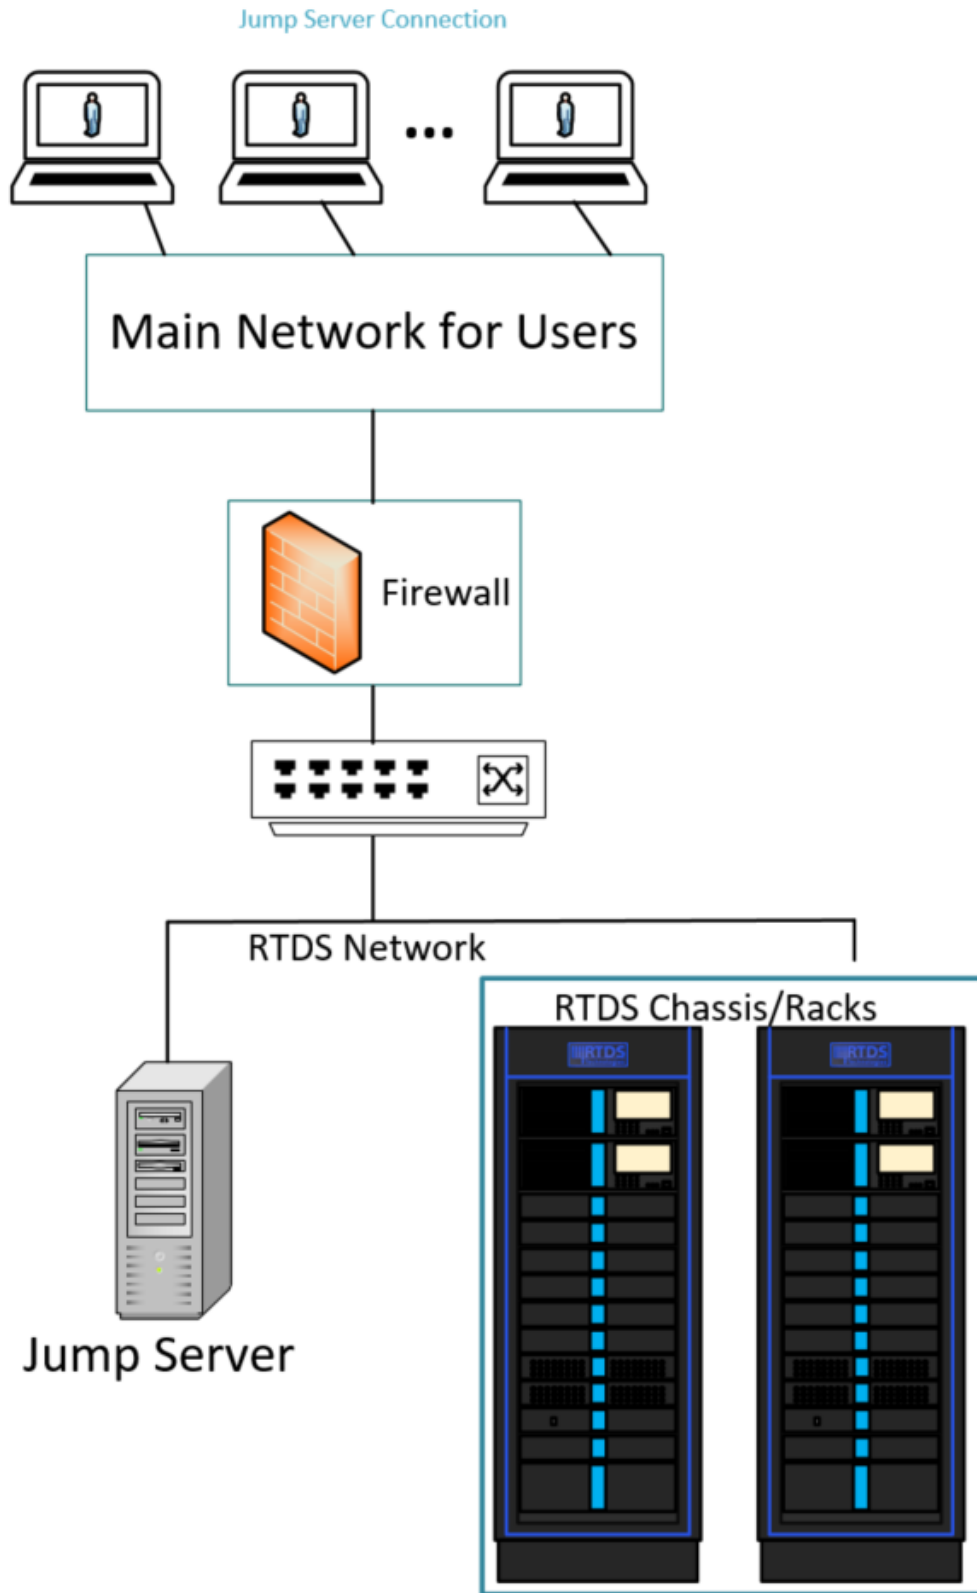 Jump Server Connection
Main Network for Users
Firewall
RTDS Network
RTDS Chassis/Racks
RTDS
RTDS
Jump Server